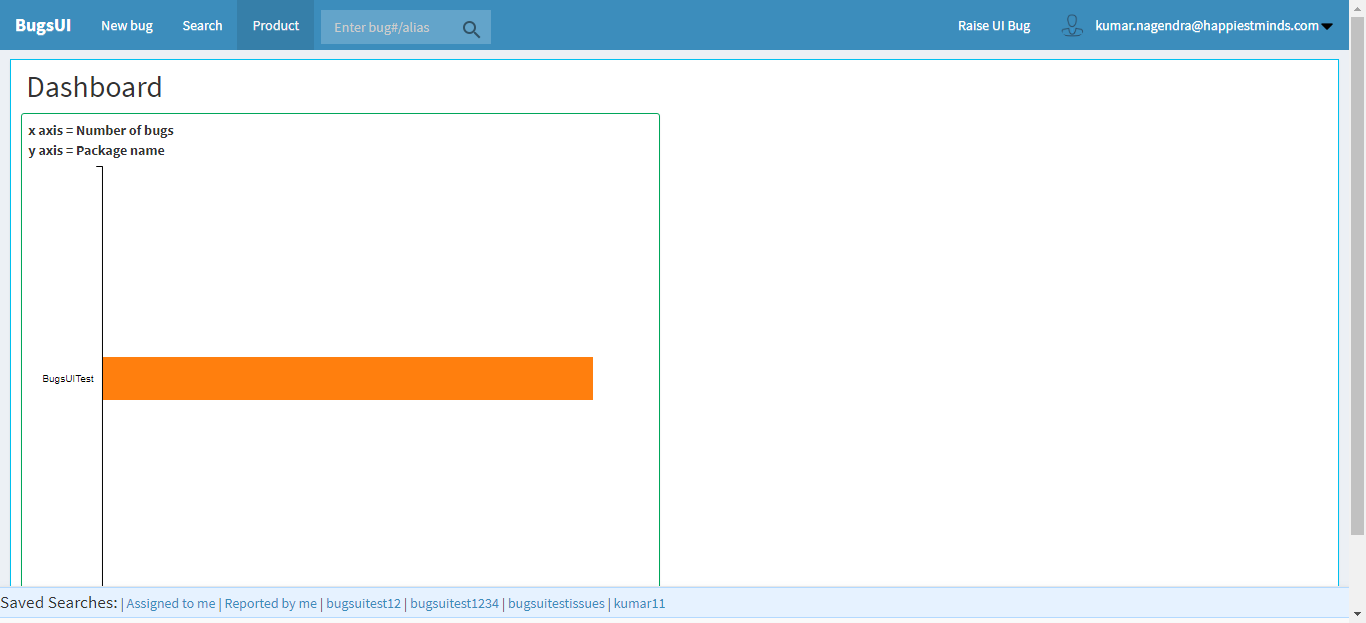 BugsUI New bug Search Product Enter bug#/alias Raise UI Bug kumar.nagendra@happiestminds.com
Dashboard
x axis = Number of bugs
y axis = Package name
BugsUITest
Saved Searches: | Assigned to me | Reported by me | bugsuitest12 | bugsuitest1234 | bugsuitestissues | kumar11